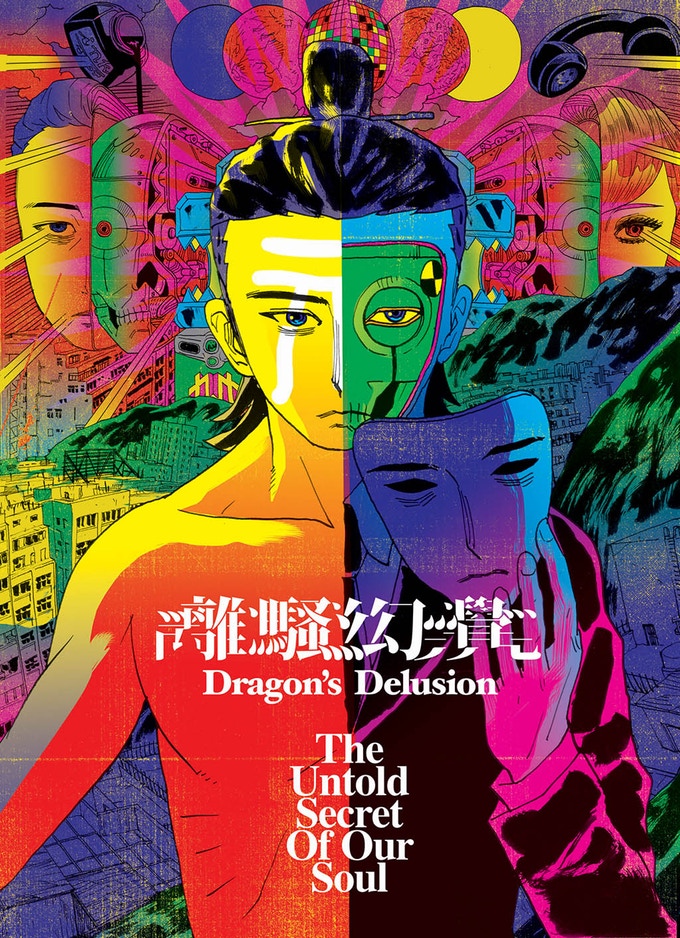 離騷幻覺
Dragon's Delusion
The
Untold
Secret
Of Our
Soul